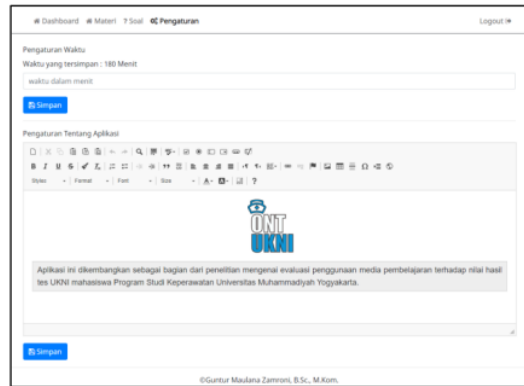 Dashboard Materi ? Soal Pengaturan Logout
Pengaturan Waktu
Waktu yang tersimpan : 180 Menit
waktu dalam menit
Simpan
Pengaturan Tentang Aplikasi
B I U S
Styles Format Font Size A A ?
ONT
UKNI
Aplikasi ini dikembangkan sebagai bagian dari penelitian mengenai evaluasi penggunaan media pembelajaran terhadap nilai hasil
tes UKNI mahasiswa Program Studi Keperawatan Universitas Muhammadiyah Yogyakarta.
Simpan
©Guntur Maulana Zamroni, B.Sc., M.Kom.